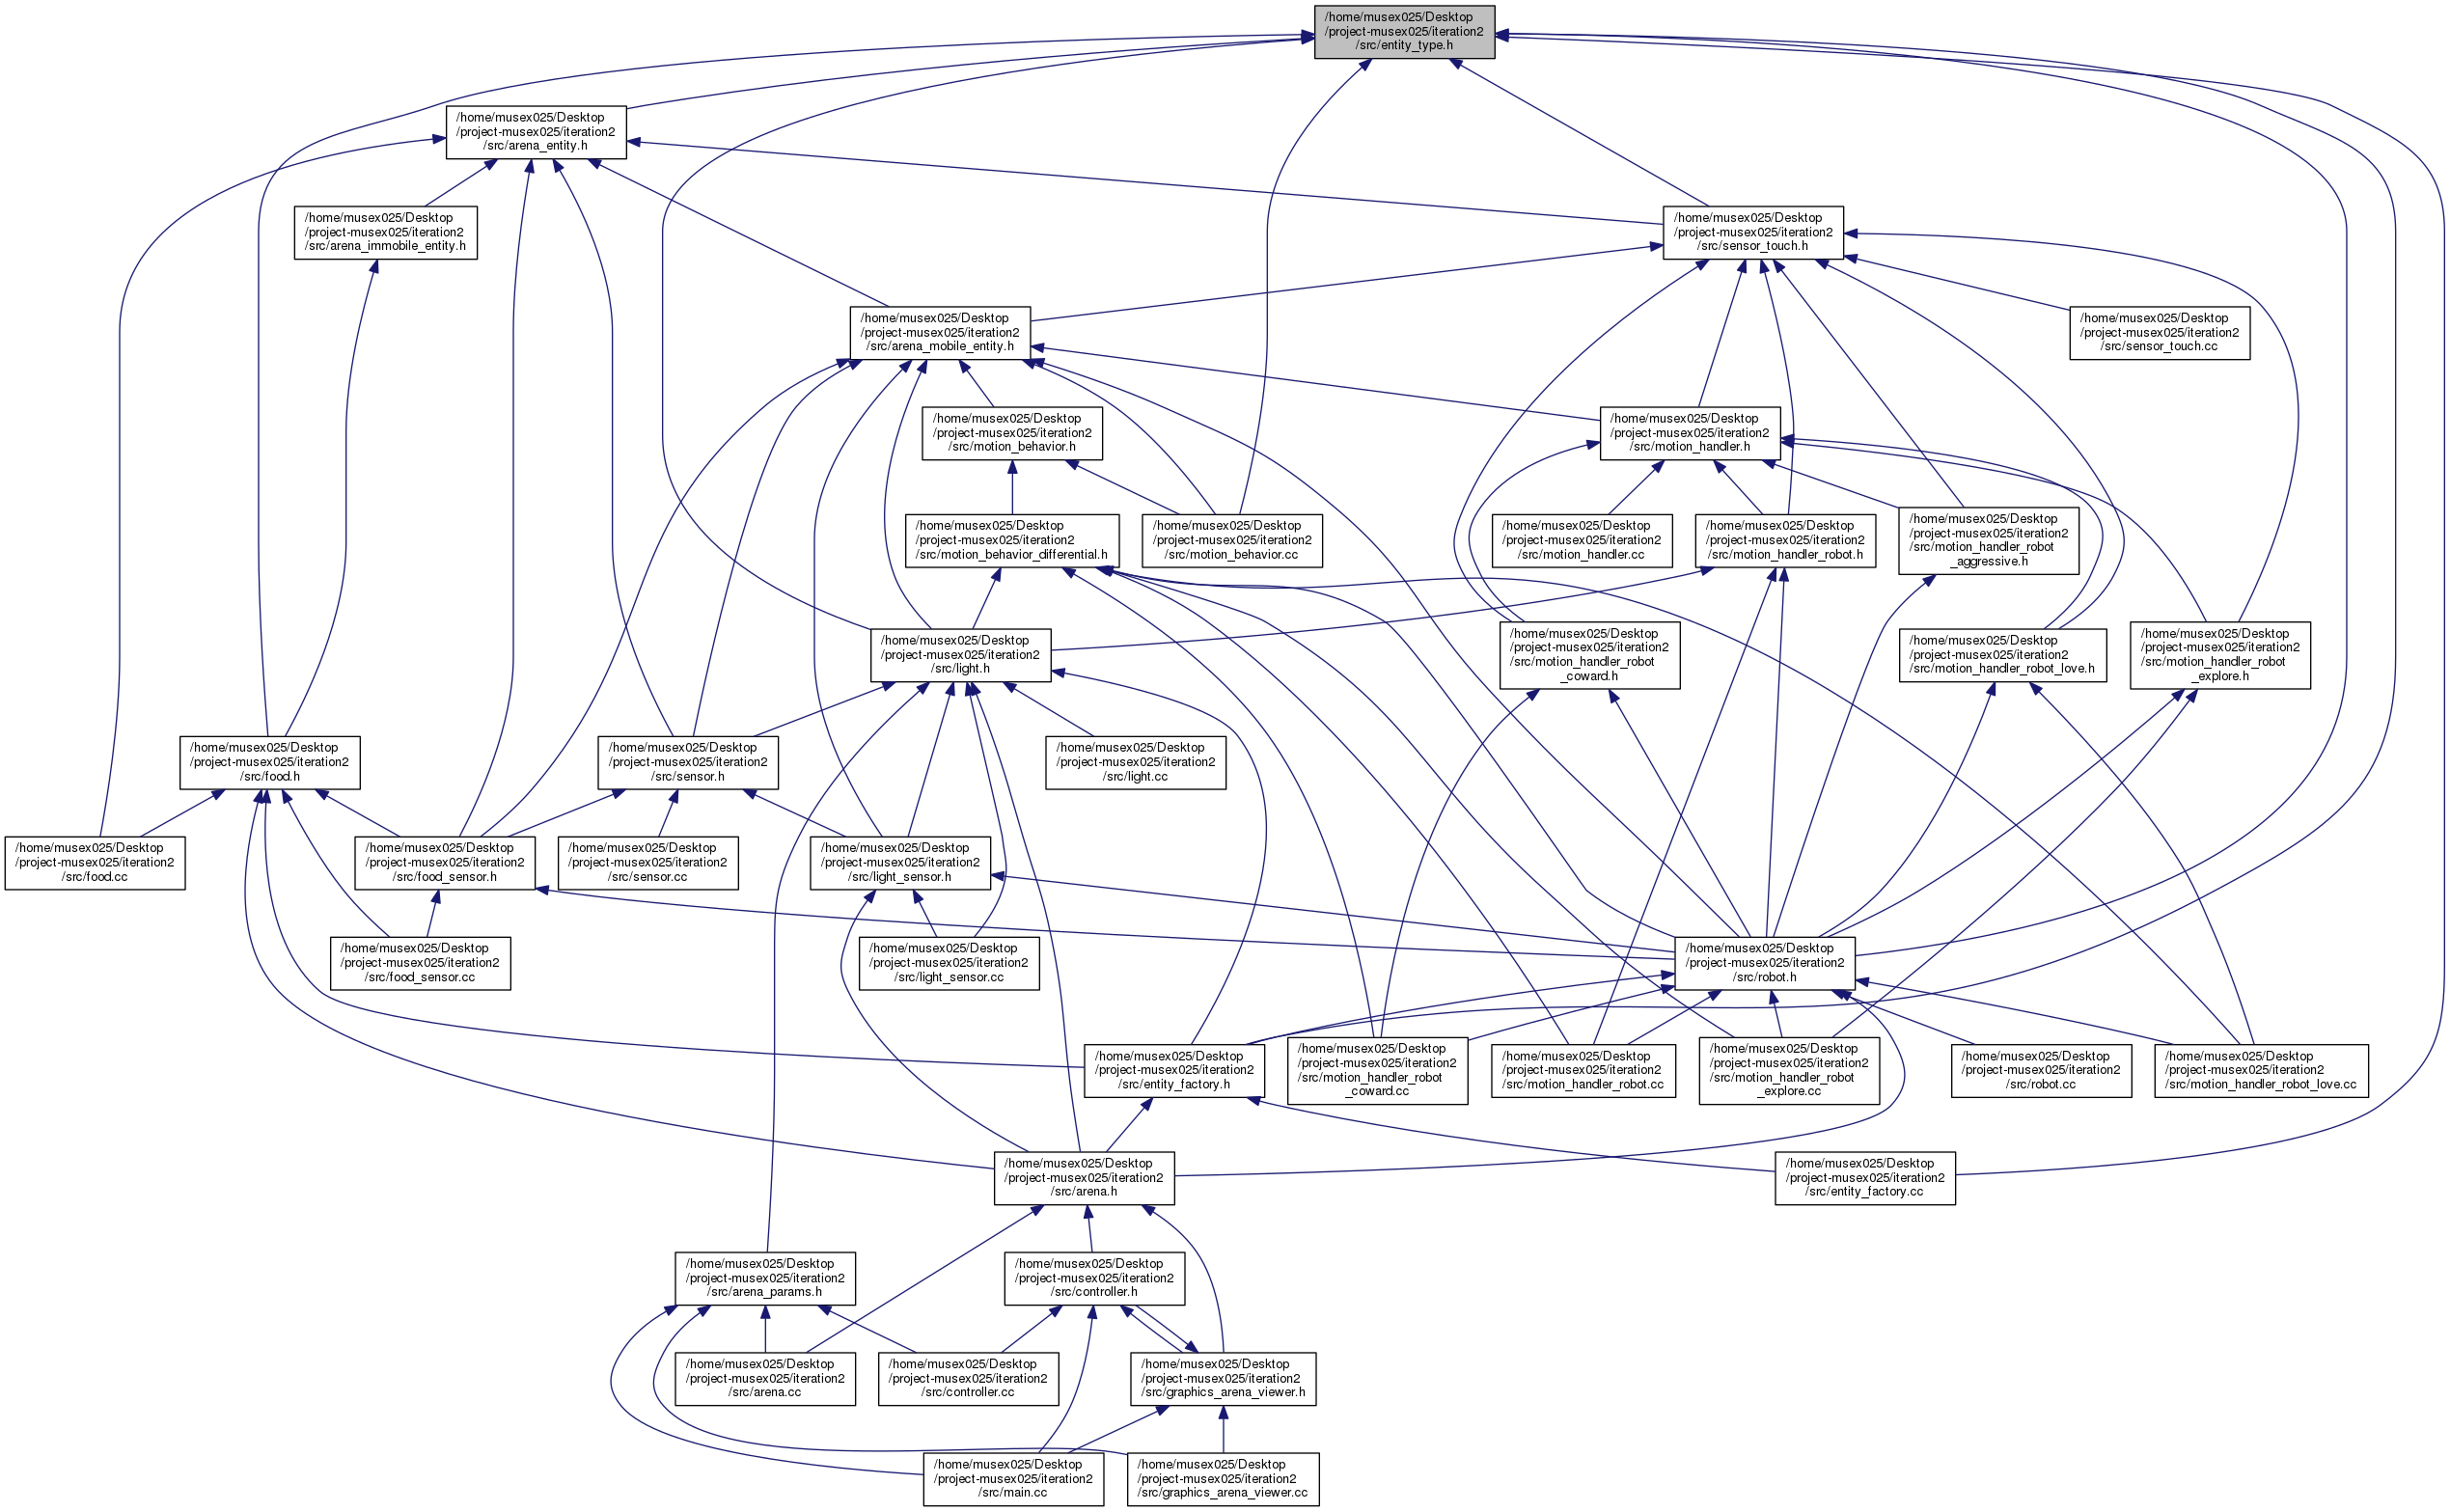 /home/musex025/Desktop
/project-musex025/iteration2
/src/entity_type.h
/home/musex025/Desktop
/project-musex025/iteration2
/src/arena_entity.h
/home/musex025/Desktop
/project-musex025/iteration2
/src/arena_immobile_entity.h
/home/musex025/Desktop
/project-musex025/iteration2
/src/sensor_touch.h
/home/musex025/Desktop
/project-musex025/iteration2
/src/arena_mobile_entity.h
/home/musex025/Desktop
/project-musex025/iteration2
/src/sensor_touch.cc
/home/musex025/Desktop
/project-musex025/iteration2
/src/motion_behavior.h
/home/musex025/Desktop
/project-musex025/iteration2
/src/motion_handler.h
/home/musex025/Desktop
/project-musex025/iteration2
/src/motion_behavior_differential.h
/home/musex025/Desktop
/project-musex025/iteration2
/src/motion_behavior.cc
/home/musex025/Desktop
/project-musex025/iteration2
/src/motion_handler.cc
/home/musex025/Desktop
/project-musex025/iteration2
/src/motion_handler_robot.h
/home/musex025/Desktop
/project-musex025/iteration2
/src/motion_handler_robot
_aggressive.h
/home/musex025/Desktop
/project-musex025/iteration2
/src/light.h
/home/musex025/Desktop
/project-musex025/iteration2
/src/motion_handler_robot
_coward.h
/home/musex025/Desktop
/project-musex025/iteration2
/src/motion_handler_robot_love.h
/home/musex025/Desktop
/project-musex025/iteration2
/src/motion_handler_robot
_explore.h
/home/musex025/Desktop
/project-musex025/iteration2
/src/food.h
/home/musex025/Desktop
/project-musex025/iteration2
/src/sensor.h
/home/musex025/Desktop
/project-musex025/iteration2
/src/light.cc
/home/musex025/Desktop
/project-musex025/iteration2
/src/food.cc
/home/musex025/Desktop
/project-musex025/iteration2
/src/food_sensor.h
/home/musex025/Desktop
/project-musex025/iteration2
/src/sensor.cc
/home/musex025/Desktop
/project-musex025/iteration2
/src/light_sensor.h
/home/musex025/Desktop
/project-musex025/iteration2
/src/food_sensor.cc
/home/musex025/Desktop
/project-musex025/iteration2
/src/light_sensor.cc
/home/musex025/Desktop
/project-musex025/iteration2
/src/robot.h
/home/musex025/Desktop
/project-musex025/iteration2
/src/entity_factory.h
/home/musex025/Desktop
/project-musex025/iteration2
/src/motion_handler_robot
_coward.cc
/home/musex025/Desktop
/project-musex025/iteration2
/src/motion_handler_robot.cc
/home/musex025/Desktop
/project-musex025/iteration2
/src/motion_handler_robot
_explore.cc
/home/musex025/Desktop
/project-musex025/iteration2
/src/robot.cc
/home/musex025/Desktop
/project-musex025/iteration2
/src/motion_handler_robot_love.cc
/home/musex025/Desktop
/project-musex025/iteration2
/src/arena.h
/home/musex025/Desktop
/project-musex025/iteration2
/src/entity_factory.cc
/home/musex025/Desktop
/project-musex025/iteration2
/src/arena_params.h
/home/musex025/Desktop
/project-musex025/iteration2
/src/controller.h
/home/musex025/Desktop
/project-musex025/iteration2
/src/arena.cc
/home/musex025/Desktop
/project-musex025/iteration2
/src/controller.cc
/home/musex025/Desktop
/project-musex025/iteration2
/src/graphics_arena_viewer.h
/home/musex025/Desktop
/project-musex025/iteration2
/src/main.cc
/home/musex025/Desktop
/project-musex025/iteration2
/src/graphics_arena_viewer.cc